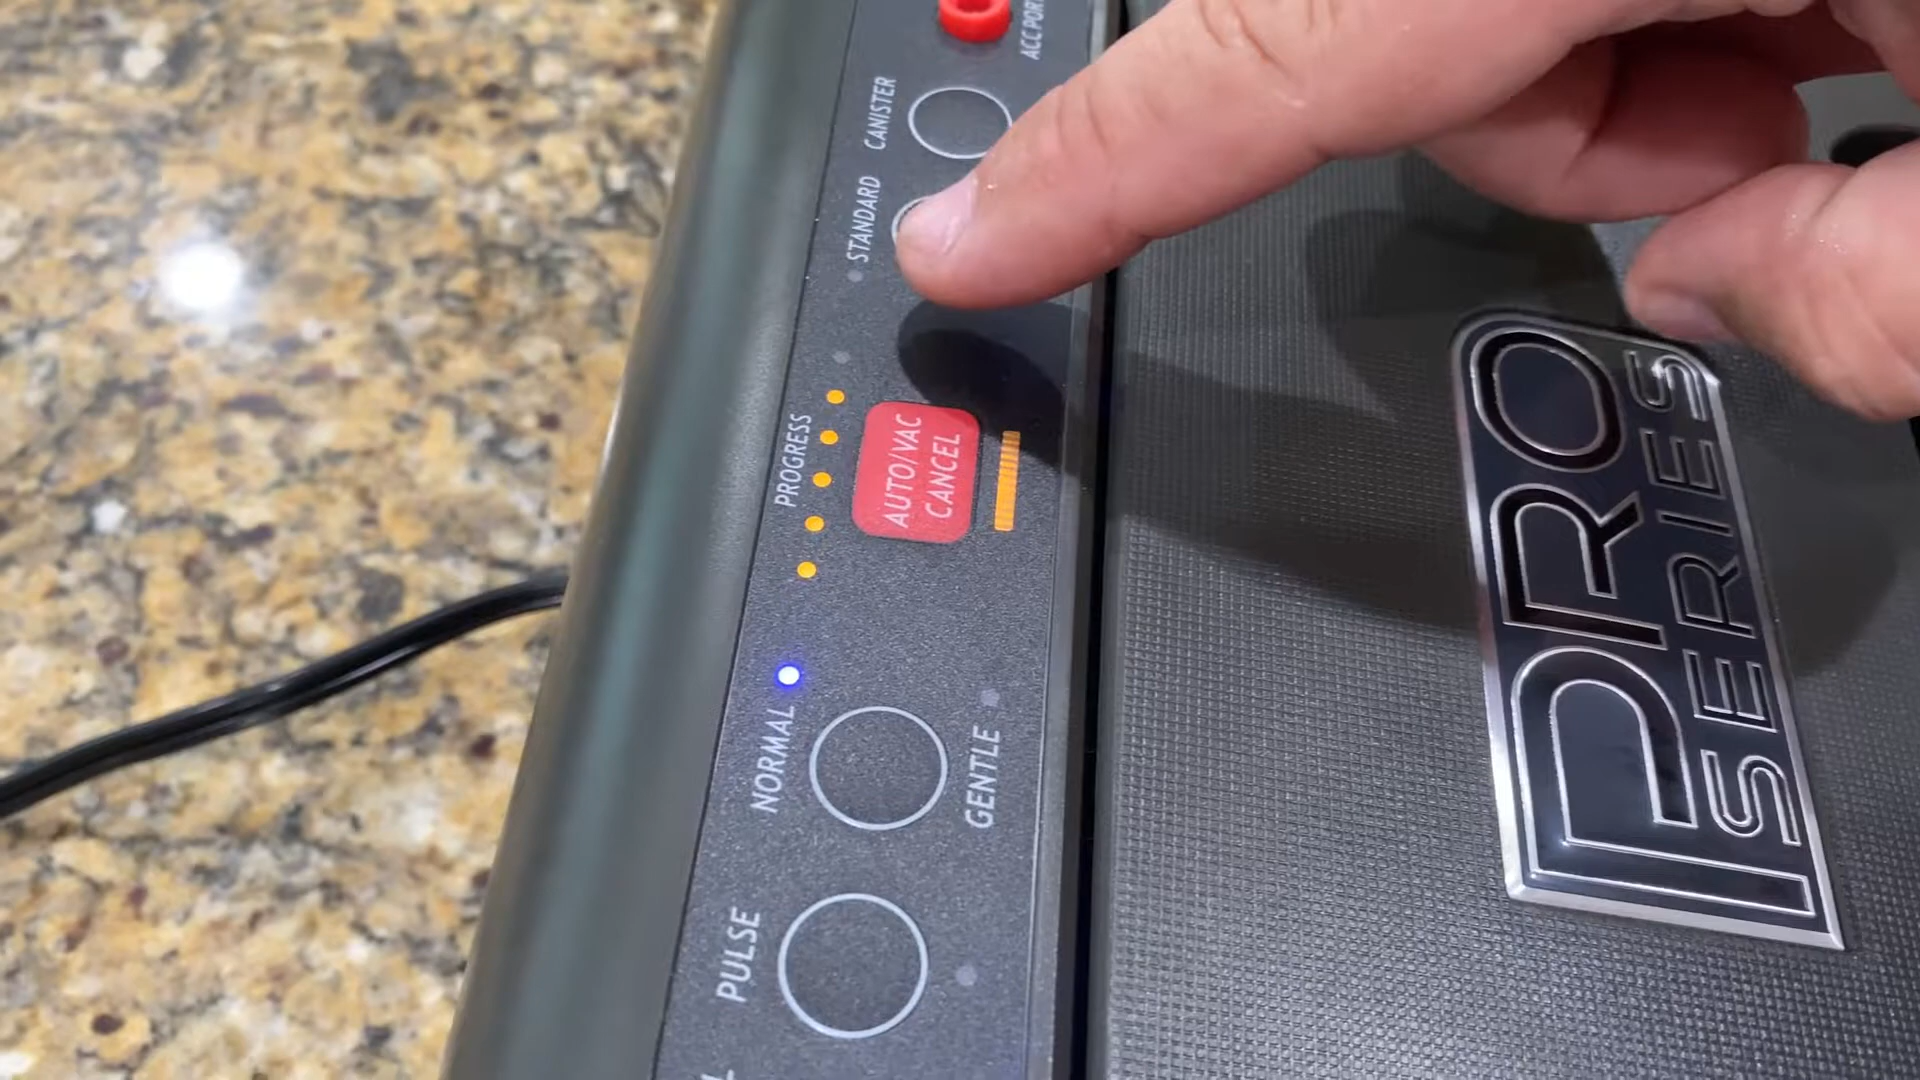 ACC PORT
CANISTER
STANDARD
PROGRESS
AUTO/VAC
CANCEL
NORMAL
GENTLE
PULSE
PRO
SERIES